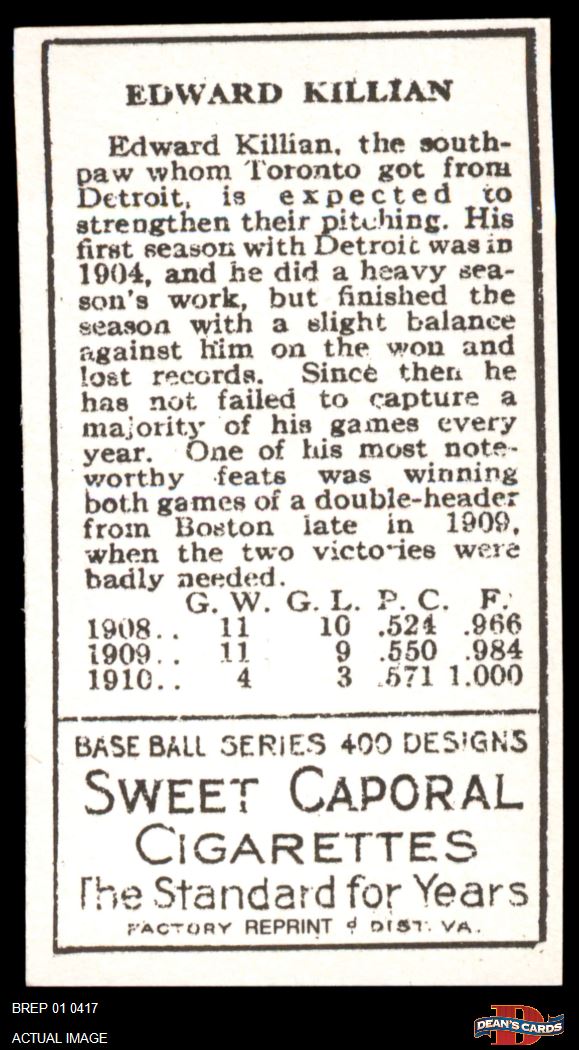 EDWARD KILLIAN
Edward Killian, the south-
paw whom Toronto got from
Detroit, is expected to
strengthen their pitching. His
first season with Detroit was in
1904, and he did a heavy sea-
son's work, but finished the
season with a slight balance
against him on the won and
lost records. Since then he
has not failed to capture a
majority of his games every
year. One of his most note-
worthy feats was winning
both games of a double-header
from Boston late in 1909,
when the two victories were
badly needed.
G. W. G. L. P. C. F.
1908.. 11 10 .524 .966
1909.. 11 9 .550 .984
1910.. 4 3 .571 1.000
BASE BALL SERIES 400 DESIGNS
SWEET CAPORAL
CIGARETTES
The Standard for Years
FACTORY REPRINT 4 DIST. VA.
BREP 01 0417
ACTUAL IMAGE
D
DEAN'S CARDS